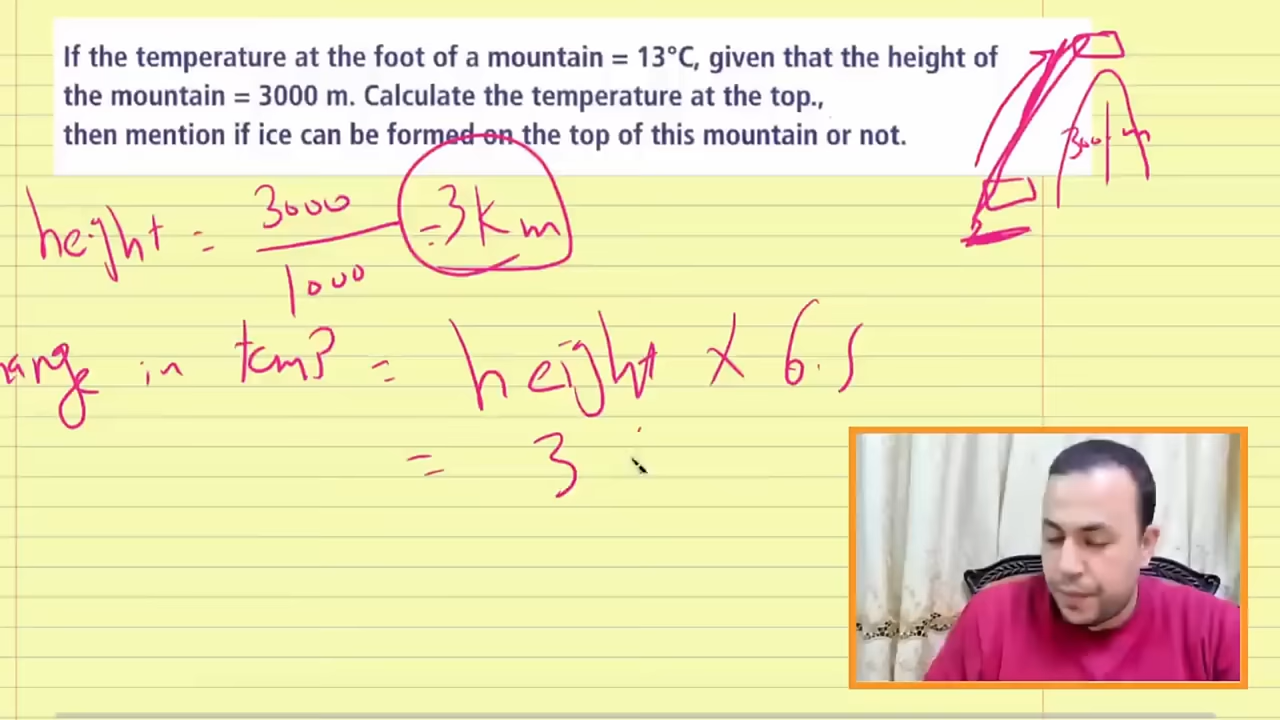 If the temperature at the foot of a mountain = 13°C, given that the height of
the mountain = 3000 m. Calculate the temperature at the top.,
then mention if ice can be formed on the top of this mountain or not.
height = 3000 / 1000 = 3 Km
in temp = height × 6.5
= 3